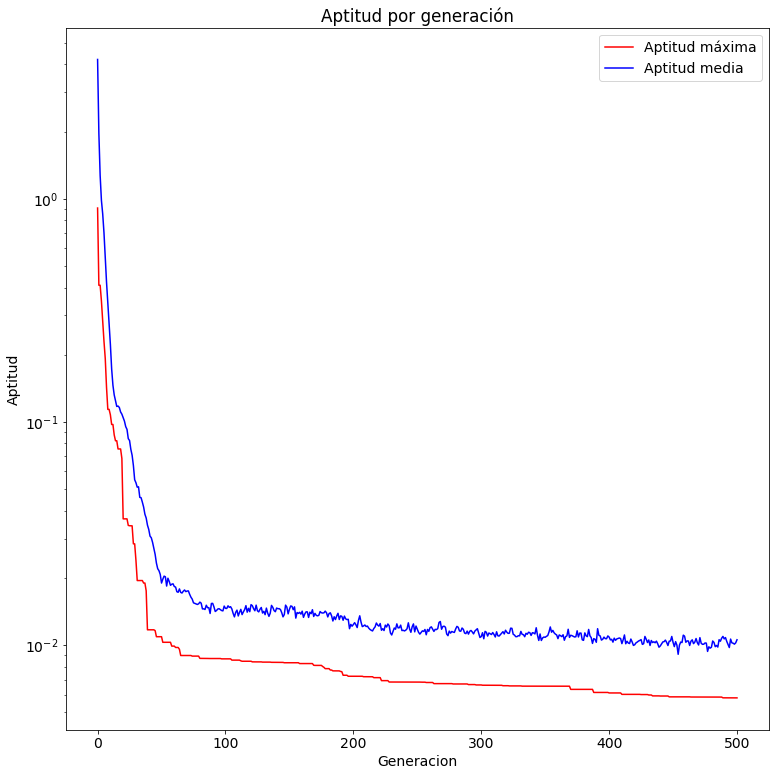 Aptitud por generación
Aptitud máxima
Aptitud media
Aptitud
10⁰
10⁻¹
10⁻²
0 100 200 300 400 500
Generacion